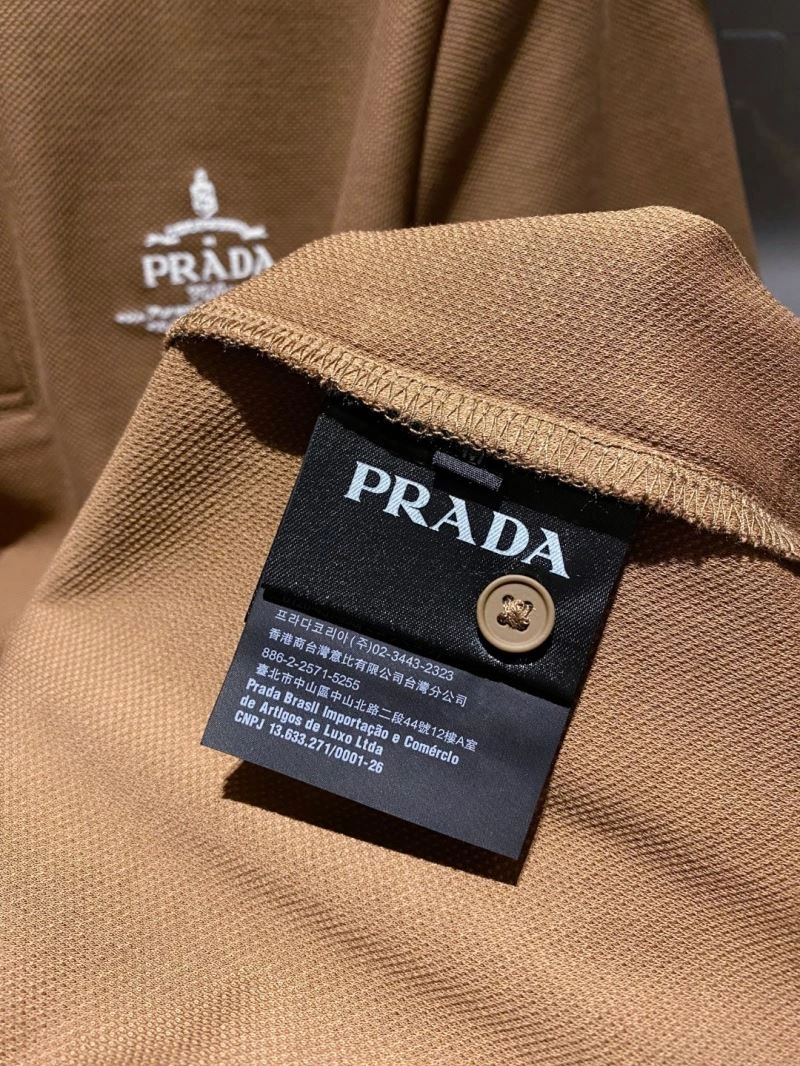 PRADA
M
PRADA
프라다코리아 (주)02-3443-2323
香港商台灣意比有限公司台灣分公司
886-2-2571-5255
臺北市中山區中山北路二段44號12樓A室
Prada Brasil Importação e Comércio
de Artigos de Luxo Ltda
CNPJ 13.633.271/0001-26